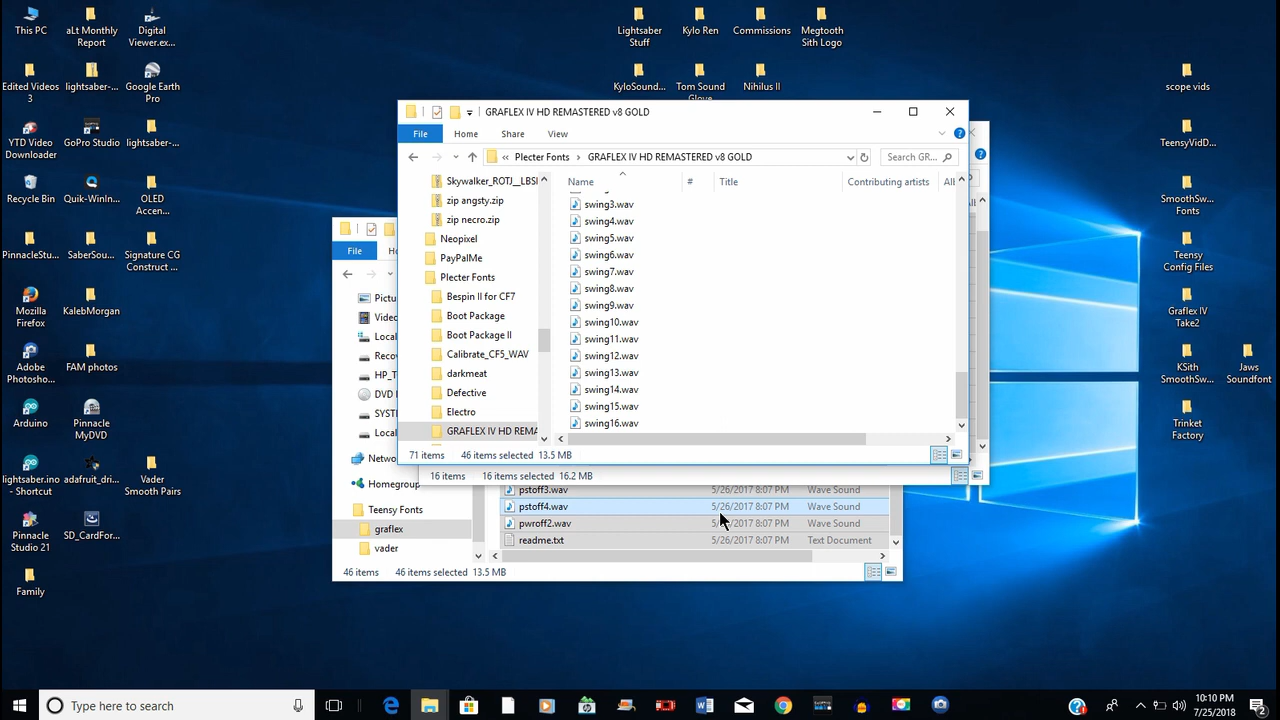 This PC
aLt Monthly
Report
Digital
Viewer.ex...
Lightsaber
Stuff
Kylo Ren
Commissions
Megtooth
Sith Logo
Edited Videos
3
lightsaber-...
Google Earth
Pro
KyloSoun...
Tom Sound
Glove
Nihilus II
scope vids
YTD Video
Downloader
GoPro Studio
lightsaber-...
TeensyVidD...
Recycle Bin
Quik-WinIn...
OLED
Accen...
SmoothSw...
Fonts
PinnacleStu...
SaberSou...
Signature CG
Construct ...
Teensy
Config Files
Mozilla
Firefox
KalebMorgan
Graflex IV
Take2
Adobe
Photosho...
FAM photos
KSith
SmoothSw...
Jaws
Soundfont
Arduino
Pinnacle
MyDVD
Trinket
Factory
lightsaber.ino
- Shortcut
adafruit_dri...
Vader
Smooth Pairs
Pinnacle
Studio 21
SD_CardFor...
Family
GRAFLEX IV HD REMASTERED v8 GOLD
File Home Share View
« Plecter Fonts › GRAFLEX IV HD REMASTERED v8 GOLD
Search GR...
Name # Title Contributing artists All
Skywalker_ROTJ__LBSI
zip angsty.zip
zip necro.zip
Neopixel
PayPalMe
Plecter Fonts
Bespin II for CF7
Boot Package
Boot Package II
Calibrate_CF5_WAV
darkmeat
Defective
Electro
GRAFLEX IV HD REMA
swing3.wav
swing4.wav
swing5.wav
swing6.wav
swing7.wav
swing8.wav
swing9.wav
swing10.wav
swing11.wav
swing12.wav
swing13.wav
swing14.wav
swing15.wav
swing16.wav
71 items 46 items selected 13.5 MB
16 items 16 items selected 16.2 MB
File
Pictu
Video
Local
Recov
HP_T
DVD
SYST
Local
Netwo
Homegroup
Teensy Fonts
graflex
vader
pstoff3.wav 5/26/2017 8:07 PM Wave Sound
pstoff4.wav 5/26/2017 8:07 PM Wave Sound
pwroff2.wav 5/26/2017 8:07 PM Wave Sound
readme.txt 5/26/2017 8:07 PM Text Document
46 items 46 items selected 13.5 MB
Type here to search
10:10 PM
7/25/2018